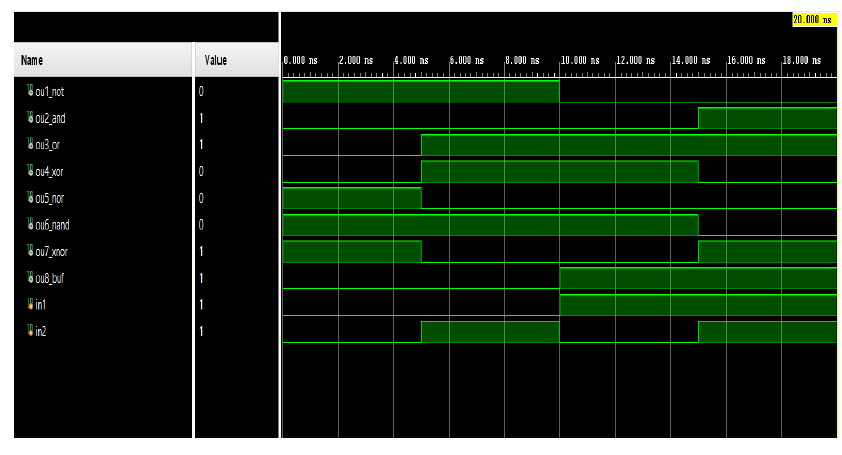 20.000 ns
Name Value 0.000 ns 2.000 ns 4.000 ns 6.000 ns 8.000 ns 10.000 ns 12.000 ns 14.000 ns 16.000 ns 18.000 ns
ou1_not 0
ou2_and 1
ou3_or 1
ou4_xor 0
ou5_nor 0
ou6_nand 0
ou7_xnor 1
ou8_buf 1
in1 1
in2 1